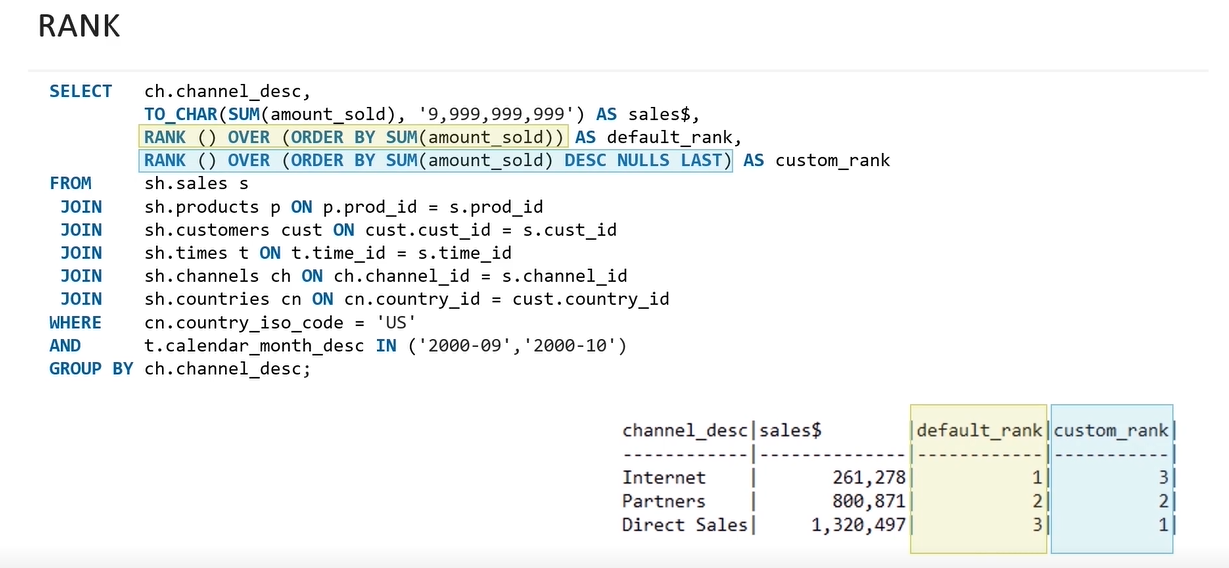 RANK
SELECT ch.channel_desc,
TO_CHAR(SUM(amount_sold), '9,999,999,999') AS sales$,
RANK () OVER (ORDER BY SUM(amount_sold)) AS default_rank,
RANK () OVER (ORDER BY SUM(amount_sold) DESC NULLS LAST) AS custom_rank
FROM sh.sales s
JOIN sh.products p ON p.prod_id = s.prod_id
JOIN sh.customers cust ON cust.cust_id = s.cust_id
JOIN sh.times t ON t.time_id = s.time_id
JOIN sh.channels ch ON ch.channel_id = s.channel_id
JOIN sh.countries cn ON cn.country_id = cust.country_id
WHERE cn.country_iso_code = 'US'
AND t.calendar_month_desc IN ('2000-09','2000-10')
GROUP BY ch.channel_desc;
channel_desc|sales$ |default_rank|custom_rank|
------------|--------------|------------|-----------|
Internet | 261,278| 1| 3|
Partners | 800,871| 2| 2|
Direct Sales| 1,320,497| 3| 1|